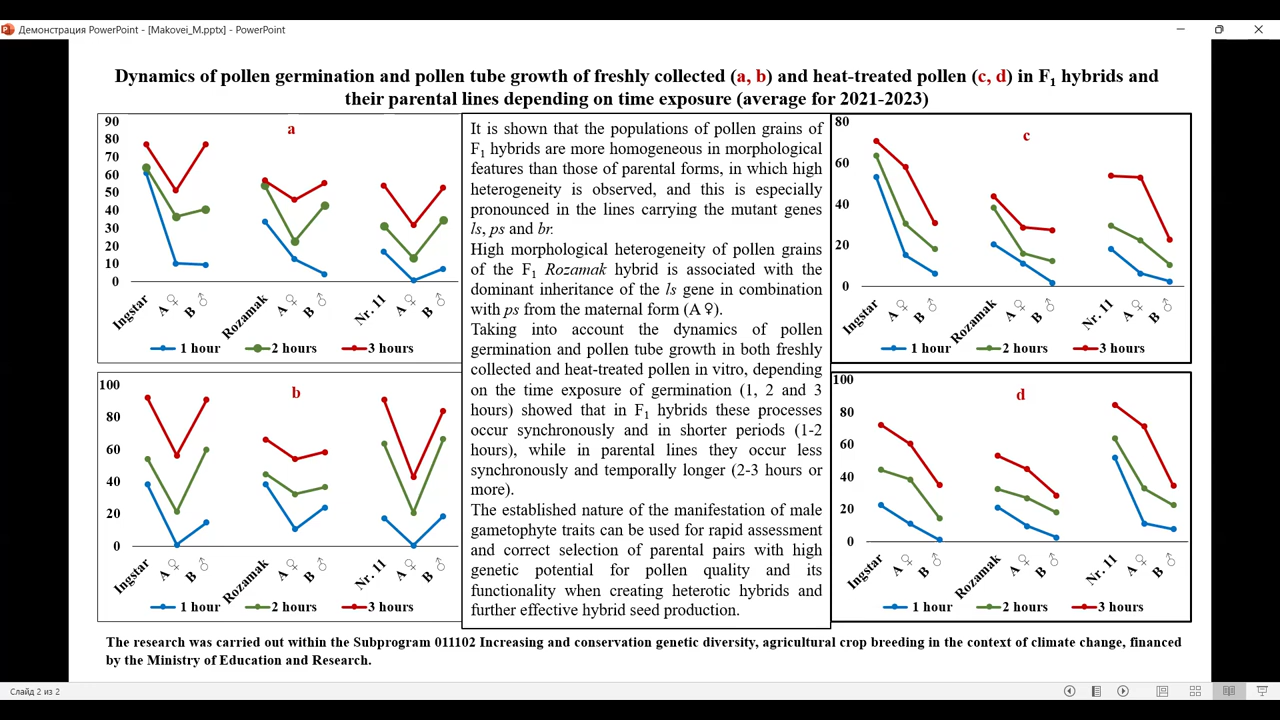 Демонстрация PowerPoint - [Makovei_M.pptx] - PowerPoint
Dynamics of pollen germination and pollen tube growth of freshly collected (a, b) and heat-treated pollen (c, d) in F1 hybrids and
their parental lines depending on time exposure (average for 2021-2023)
a
90
80
70
60
50
40
30
20
10
0
Ingstar
A ♀
B ♂
Rozamak
A ♀
B ♂
Nr. 11
A ♀
B ♂
1 hour 2 hours 3 hours
b
100
80
60
40
20
0
Ingstar
A ♀
B ♂
Rozamak
A ♀
B ♂
Nr. 11
A ♀
B ♂
1 hour 2 hours 3 hours
It is shown that the populations of pollen grains of
F1 hybrids are more homogeneous in morphological
features than those of parental forms, in which high
heterogeneity is observed, and this is especially
pronounced in the lines carrying the mutant genes
ls, ps and br.
High morphological heterogeneity of pollen grains
of the F1 Rozamak hybrid is associated with the
dominant inheritance of the ls gene in combination
with ps from the maternal form (A ♀).
Taking into account the dynamics of pollen
germination and pollen tube growth in both freshly
collected and heat-treated pollen in vitro, depending
on the time exposure of germination (1, 2 and 3
hours) showed that in F1 hybrids these processes
occur synchronously and in shorter periods (1-2
hours), while in parental lines they occur less
synchronously and temporally longer (2-3 hours or
more).
The established nature of the manifestation of male
gametophyte traits can be used for rapid assessment
and correct selection of parental pairs with high
genetic potential for pollen quality and its
functionality when creating heterotic hybrids and
further effective hybrid seed production.
c
80
60
40
20
0
Ingstar
A ♀
B ♂
Rozamak
A ♀
B ♂
Nr. 11
A ♀
B ♂
1 hour 2 hours 3 hours
d
100
80
60
40
20
0
Ingstar
A ♀
B ♂
Rozamak
A ♀
B ♂
Nr. 11
A ♀
B ♂
1 hour 2 hours 3 hours
The research was carried out within the Subprogram 011102 Increasing and conservation genetic diversity, agricultural crop breeding in the context of climate change, financed
by the Ministry of Education and Research.
Слайд 2 из 2